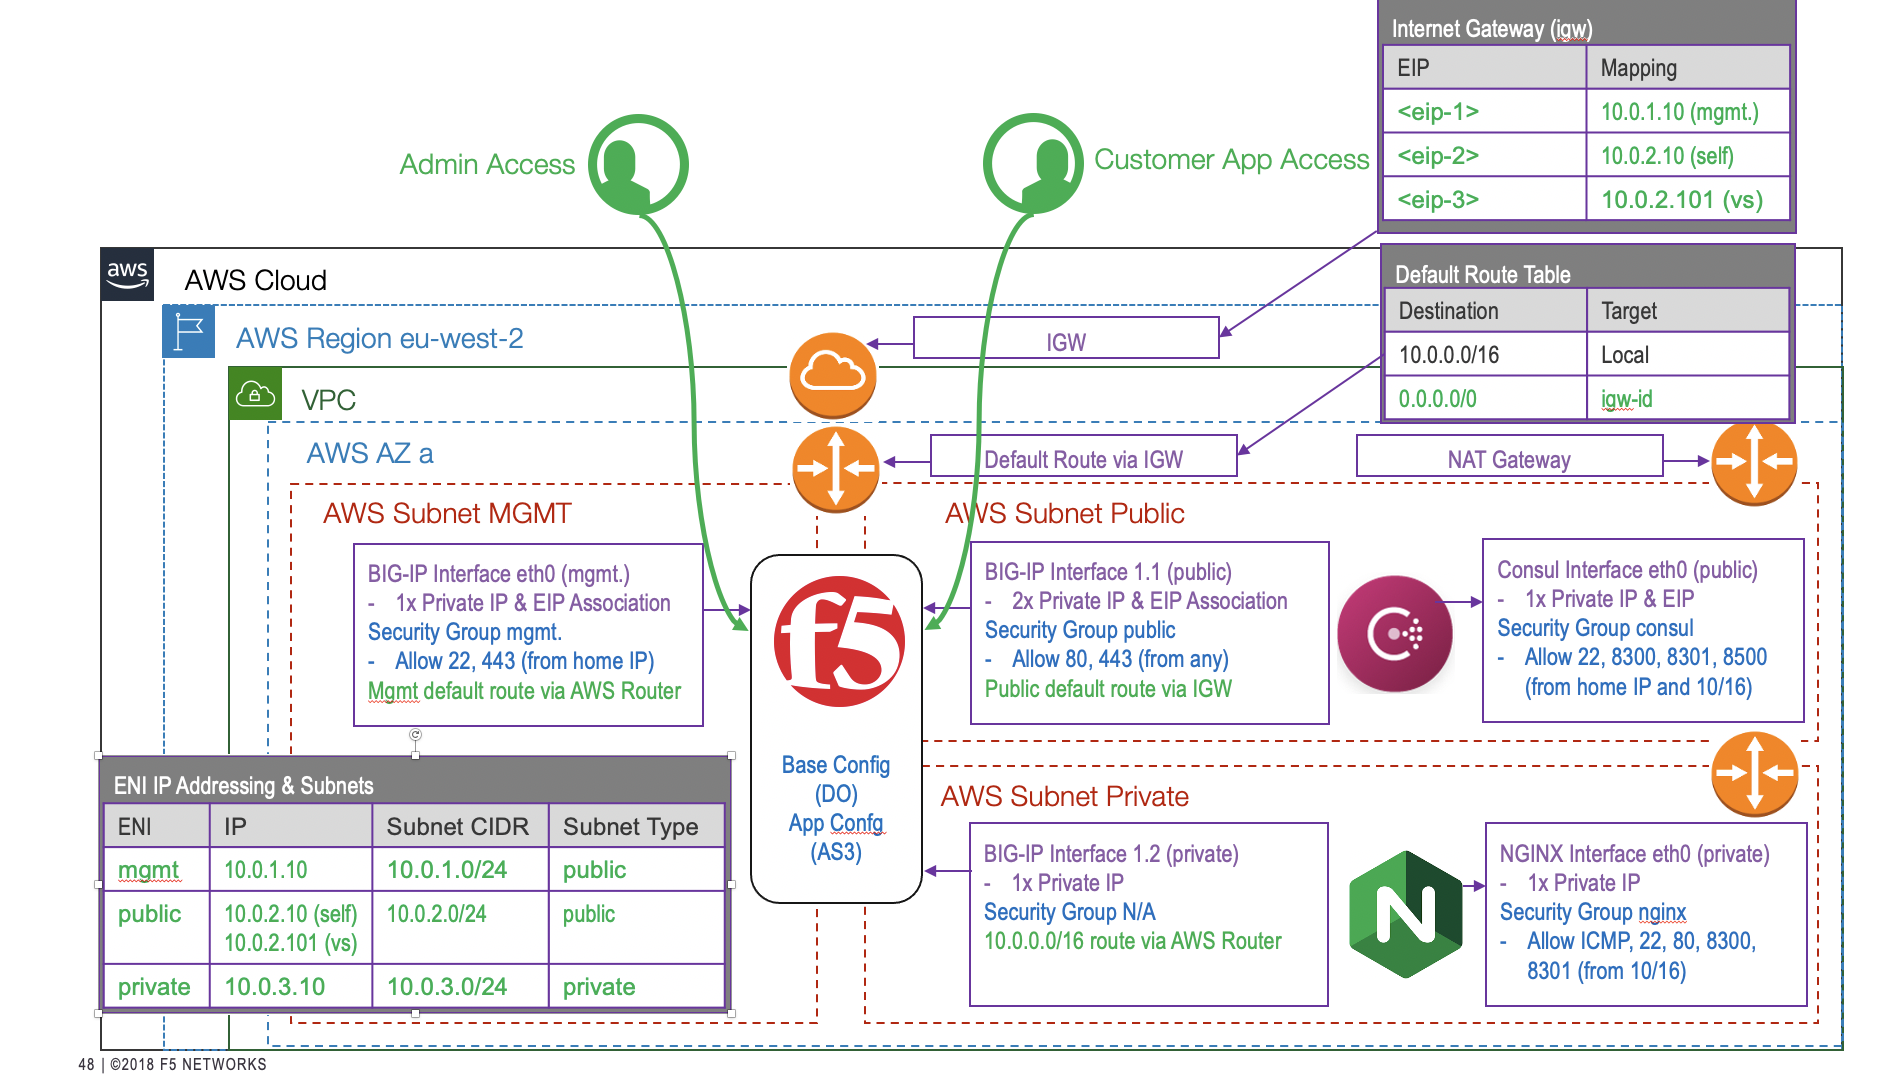 Internet Gateway (igw)
EIP Mapping
<eip-1> 10.0.1.10 (mgmt.)
<eip-2> 10.0.2.10 (self)
<eip-3> 10.0.2.101 (vs)
Admin Access
Customer App Access
aws
AWS Cloud
Default Route Table
Destination Target
10.0.0.0/16 Local
0.0.0.0/0 igw-id
AWS Region eu-west-2
IGW
VPC
AWS AZ a
Default Route via IGW
NAT Gateway
AWS Subnet MGMT
BIG-IP Interface eth0 (mgmt.)
- 1x Private IP & EIP Association
Security Group mgmt.
- Allow 22, 443 (from home IP)
Mgmt default route via AWS Router
AWS Subnet Public
BIG-IP Interface 1.1 (public)
- 2x Private IP & EIP Association
Security Group public
- Allow 80, 443 (from any)
Public default route via IGW
C
Consul Interface eth0 (public)
- 1x Private IP & EIP
Security Group consul
- Allow 22, 8300, 8301, 8500
(from home IP and 10/16)
f5
Base Config
(DO)
App Confg
(AS3)
ENI IP Addressing & Subnets
ENI IP Subnet CIDR Subnet Type
mgmt 10.0.1.10 10.0.1.0/24 public
public 10.0.2.10 (self) 10.0.2.0/24 public
10.0.2.101 (vs)
private 10.0.3.10 10.0.3.0/24 private
AWS Subnet Private
BIG-IP Interface 1.2 (private)
- 1x Private IP
Security Group N/A
10.0.0.0/16 route via AWS Router
N
NGINX Interface eth0 (private)
- 1x Private IP
Security Group nginx
- Allow ICMP, 22, 80, 8300,
8301 (from 10/16)
48 | ©2018 F5 NETWORKS